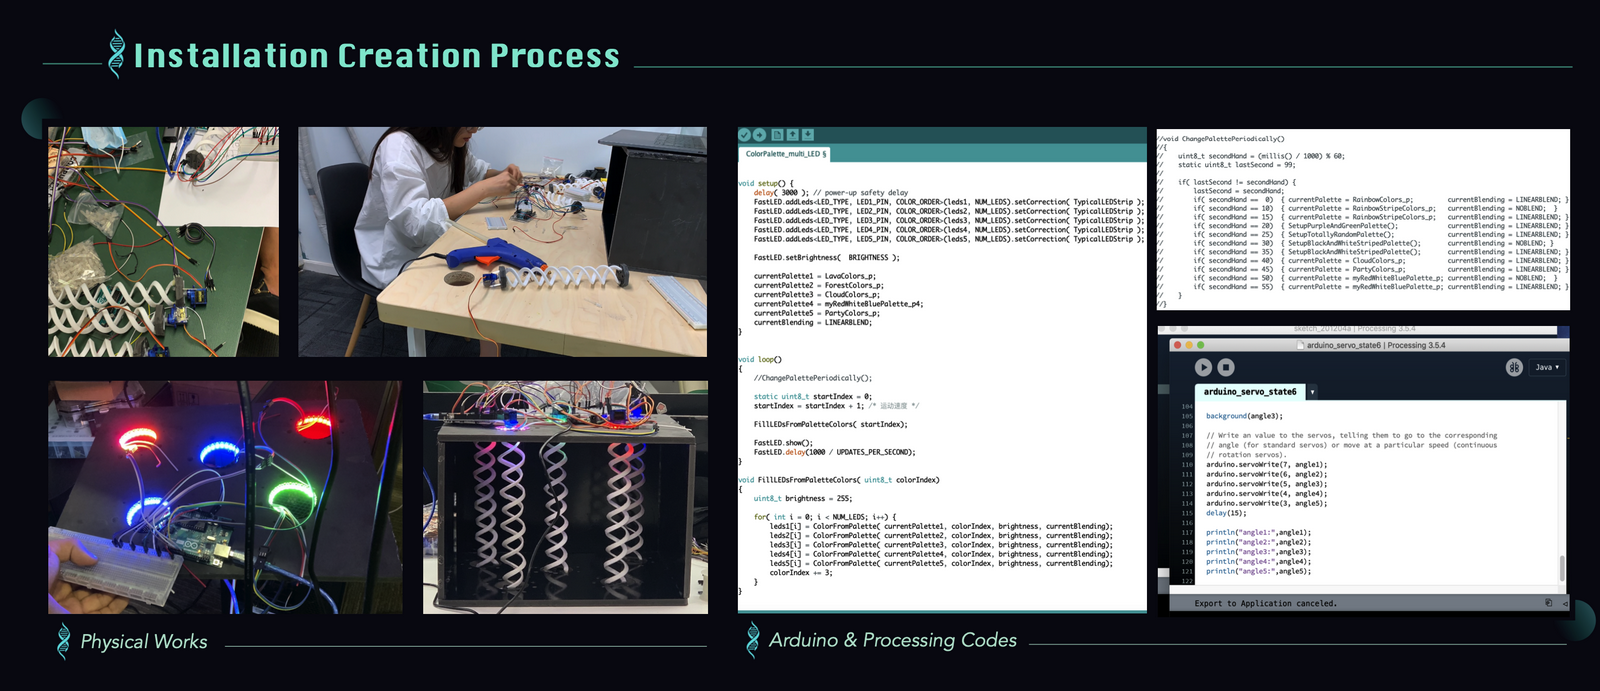 Installation Creation Process
ColorPalette_multi_LED §
void setup() {
delay( 3000 ); // power-up safety delay
FastLED.addLeds<LED_TYPE, LED1_PIN, COLOR_ORDER>(leds1, NUM_LEDS).setCorrection( TypicalLEDStrip );
FastLED.addLeds<LED_TYPE, LED2_PIN, COLOR_ORDER>(leds2, NUM_LEDS).setCorrection( TypicalLEDStrip );
FastLED.addLeds<LED_TYPE, LED3_PIN, COLOR_ORDER>(leds3, NUM_LEDS).setCorrection( TypicalLEDStrip );
FastLED.addLeds<LED_TYPE, LED4_PIN, COLOR_ORDER>(leds4, NUM_LEDS).setCorrection( TypicalLEDStrip );
FastLED.addLeds<LED_TYPE, LED5_PIN, COLOR_ORDER>(leds5, NUM_LEDS).setCorrection( TypicalLEDStrip );
FastLED.setBrightness( BRIGHTNESS );
currentPalette1 = LavaColors_p;
currentPalette2 = ForestColors_p;
currentPalette3 = CloudColors_p;
currentPalette4 = myRedWhiteBluePalette_p4;
currentPalette5 = PartyColors_p;
currentBlending = LINEARBLEND;
}
void loop()
{
//ChangePalettePeriodically();
static uint8_t startIndex = 0;
startIndex = startIndex + 1; /* 运动速度 */
FillLEDsFromPaletteColors( startIndex);
FastLED.show();
FastLED.delay(1000 / UPDATES_PER_SECOND);
}
void FillLEDsFromPaletteColors( uint8_t colorIndex)
{
uint8_t brightness = 255;
for( int i = 0; i < NUM_LEDS; i++) {
leds1[i] = ColorFromPalette( currentPalette1, colorIndex, brightness, currentBlending);
leds2[i] = ColorFromPalette( currentPalette2, colorIndex, brightness, currentBlending);
leds3[i] = ColorFromPalette( currentPalette3, colorIndex, brightness, currentBlending);
leds4[i] = ColorFromPalette( currentPalette4, colorIndex, brightness, currentBlending);
leds5[i] = ColorFromPalette( currentPalette5, colorIndex, brightness, currentBlending);
colorIndex += 3;
}
}
//void ChangePalettePeriodically()
//{
// uint8_t secondHand = (millis() / 1000) % 60;
// static uint8_t lastSecond = 99;
//
// if( lastSecond != secondHand) {
// lastSecond = secondHand;
// if( secondHand == 0) { currentPalette = RainbowColors_p; currentBlending = LINEARBLEND; }
// if( secondHand == 10) { currentPalette = RainbowStripeColors_p; currentBlending = NOBLEND; }
// if( secondHand == 15) { currentPalette = RainbowStripeColors_p; currentBlending = LINEARBLEND; }
// if( secondHand == 20) { SetupPurpleAndGreenPalette(); currentBlending = LINEARBLEND; }
// if( secondHand == 25) { SetupTotallyRandomPalette(); currentBlending = LINEARBLEND; }
// if( secondHand == 30) { SetupBlackAndWhiteStripedPalette(); currentBlending = NOBLEND; }
// if( secondHand == 35) { SetupBlackAndWhiteStripedPalette(); currentBlending = LINEARBLEND; }
// if( secondHand == 40) { currentPalette = CloudColors_p; currentBlending = LINEARBLEND; }
// if( secondHand == 45) { currentPalette = PartyColors_p; currentBlending = LINEARBLEND; }
// if( secondHand == 50) { currentPalette = myRedWhiteBluePalette_p; currentBlending = NOBLEND; }
// if( secondHand == 55) { currentPalette = myRedWhiteBluePalette_p; currentBlending = LINEARBLEND; }
// }
//}
sketch_201204a | Processing 3.5.4
arduino_servo_state6 | Processing 3.5.4
Java ▾
arduino_servo_state6 ▾
104
105 background(angle3);
106
107 // Write an value to the servos, telling them to go to the corresponding
108 // angle (for standard servos) or move at a particular speed (continuous
109 // rotation servos).
110 arduino.servoWrite(7, angle1);
111 arduino.servoWrite(6, angle2);
112 arduino.servoWrite(5, angle3);
113 arduino.servoWrite(4, angle4);
114 arduino.servoWrite(3, angle5);
115 delay(15);
116
117 println("angle1:",angle1);
118 println("angle2:",angle2);
119 println("angle3:",angle3);
120 println("angle4:",angle4);
121 println("angle5:",angle5);
122
Export to Application canceled.
Physical Works
Arduino & Processing Codes